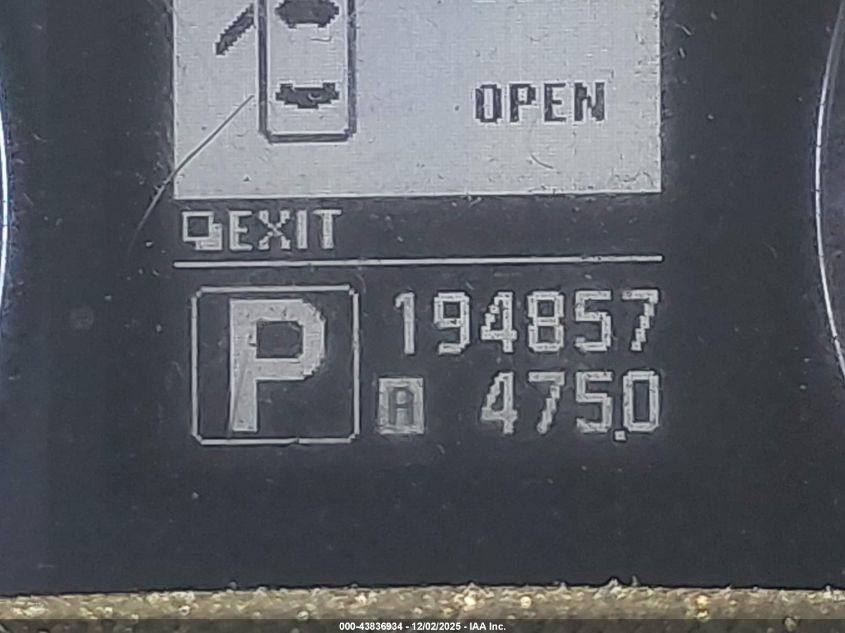 OPEN
EXIT
P
194857
A 475.0
000-43836934 - 12/02/2025 - IAA Inc.